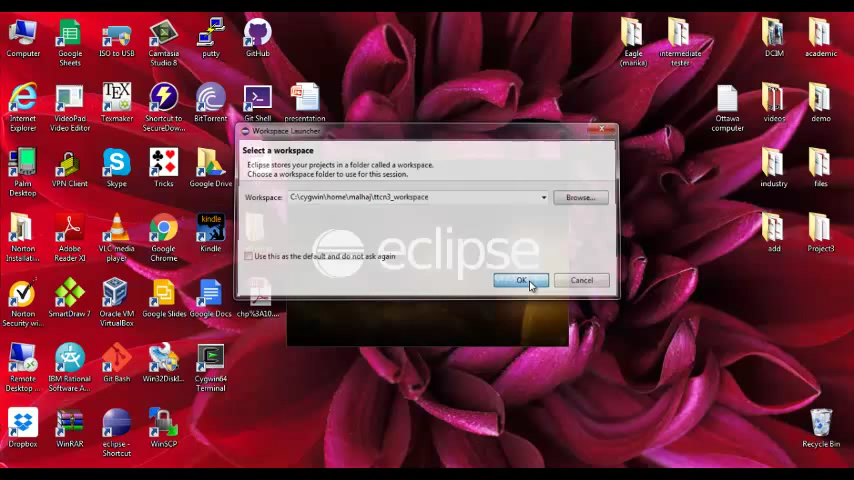 Computer
Google Sheets
ISO to USB
Camtasia Studio 8
putty
GitHub
Eagle (marika)
intermediate tester
DCIM
academic
Internet Explorer
VideoPad Video Editor
Texmaker
Shortcut to SecureDow...
BitTorrent
Git Shell
presentation
Ottawa computer
videos
demo
Workspace Launcher
Select a workspace
Eclipse stores your projects in a folder called a workspace.
Choose a workspace folder to use for this session.
Workspace:
C:\cygwin\home\malhaj\ttcn3_workspace
Browse...
Palm Desktop
VPN Client
Skype
Tricks
Google Drive
industry
files
Norton Installat...
Adobe Reader XI
VLC media player
Google Chrome
kindle
Kindle
add
Project3
eclipse
Use this as the default and do not ask again
OK
Cancel
Norton Security wi...
SmartDraw 7
Oracle VM VirtualBox
Google Slides
Google Docs
chp%3A10...
Remote Desktop ...
IBM Rational Software A...
Git Bash
Win32DiskI...
Cygwin64 Terminal
Dropbox
WinRAR
eclipse - Shortcut
WinSCP
Recycle Bin